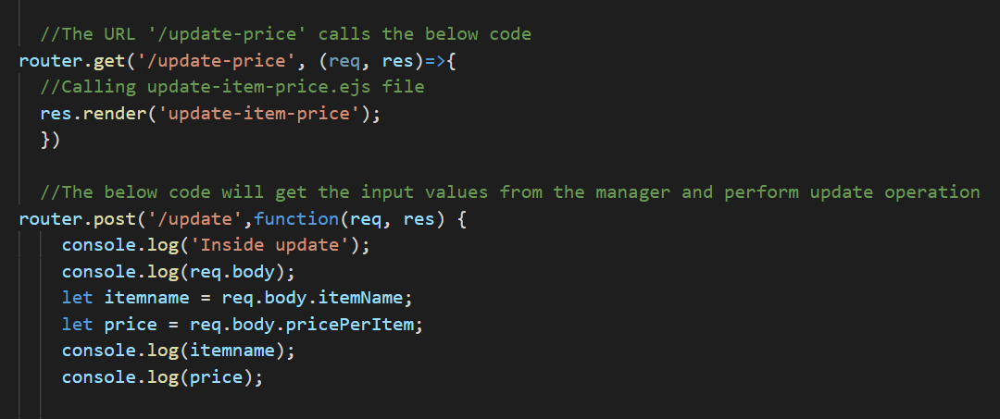 //The URL '/update-price' calls the below code
router.get('/update-price', (req, res)=>{
//Calling update-item-price.ejs file
res.render('update-item-price');
})
//The below code will get the input values from the manager and perform update operation
router.post('/update',function(req, res) {
console.log('Inside update');
console.log(req.body);
let itemname = req.body.itemName;
let price = req.body.pricePerItem;
console.log(itemname);
console.log(price);